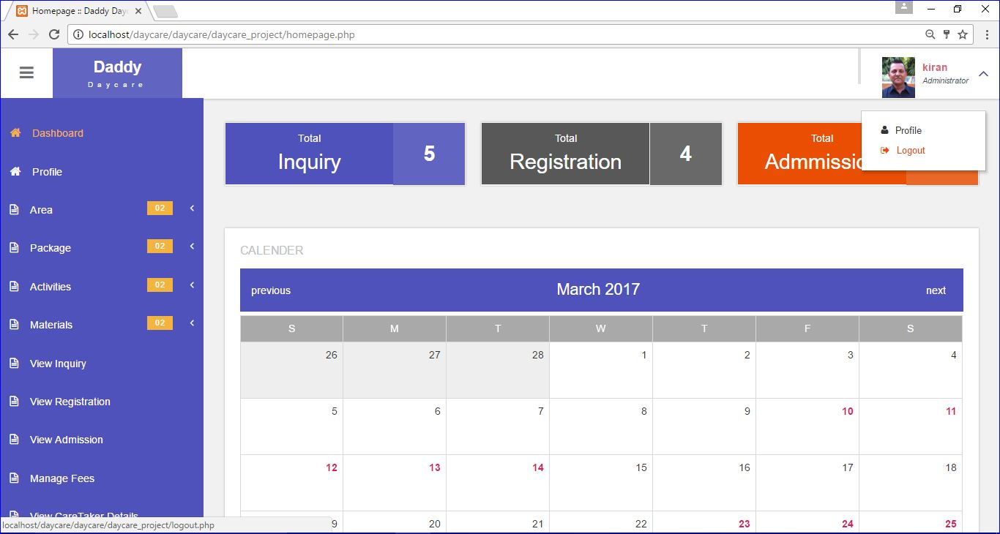 Homepage :: Daddy Day
localhost/daycare/daycare/daycare_project/homepage.php
Daddy
Daycare
kiran
Administrator
Profile
Logout
Dashboard
Profile
Area 02
Package 02
Activities 02
Materials 02
View Inquiry
View Registration
View Admission
Manage Fees
View CareTaker Details
Total
Inquiry
5
Total
Registration
4
Total
CALENDER
previous March 2017 next
S M T W T F S
26 27 28 1 2 3 4
5 6 7 8 9 10 11
12 13 14 15 16 17 18
20 21 22 23 24 25
localhost/daycare/daycare/daycare_project/logout.php